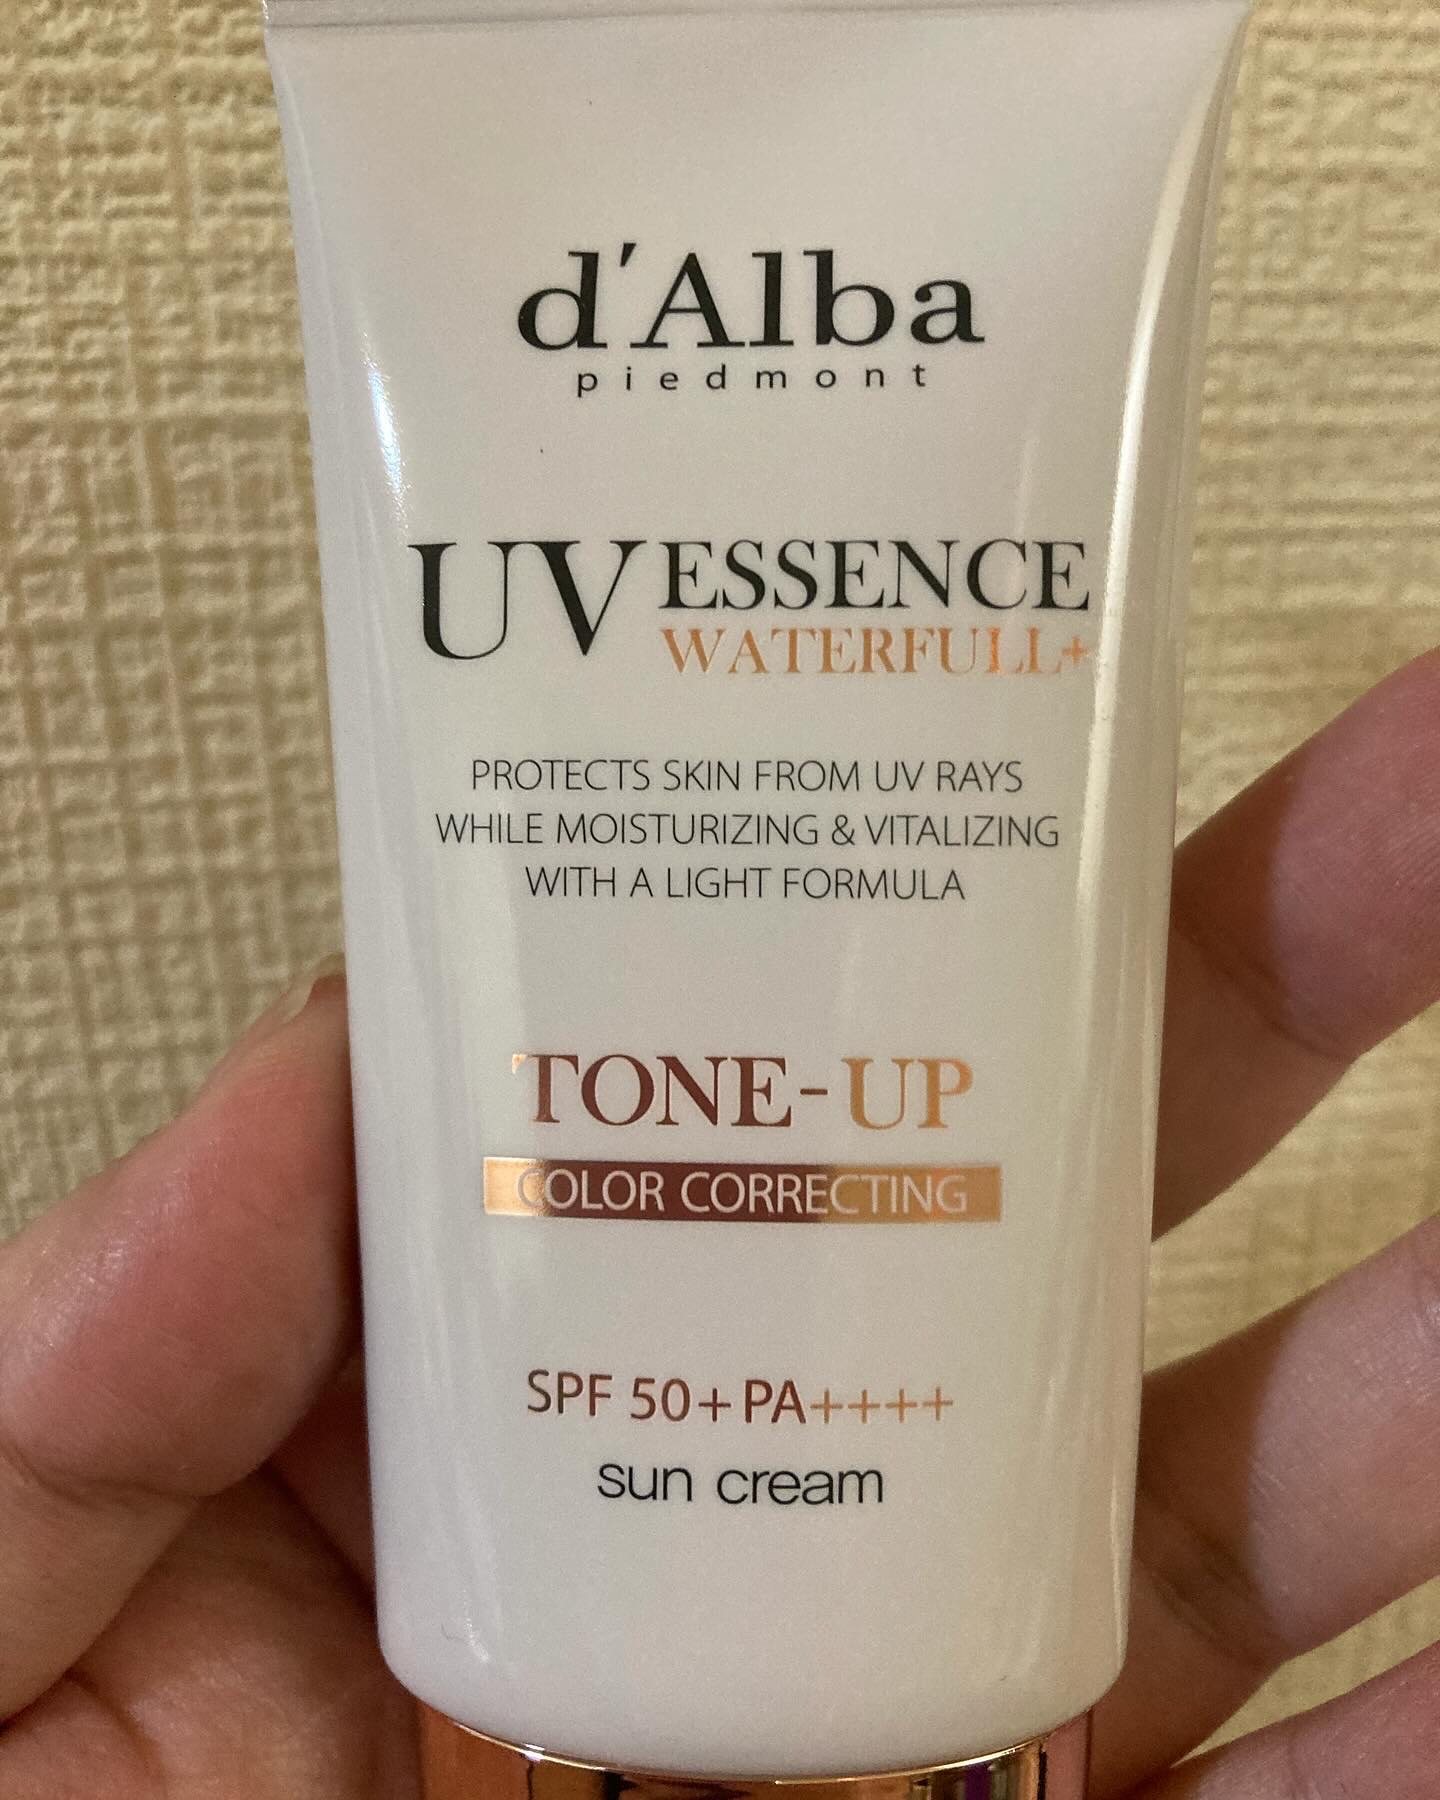 d'Alba
piedmont
UV ESSENCE
WATERFULL+
PROTECTS SKIN FROM UV RAYS
WHILE MOISTURIZING & VITALIZING
WITH A LIGHT FORMULA
TONE-UP
COLOR CORRECTING
SPF 50+ PA++++
sun cream